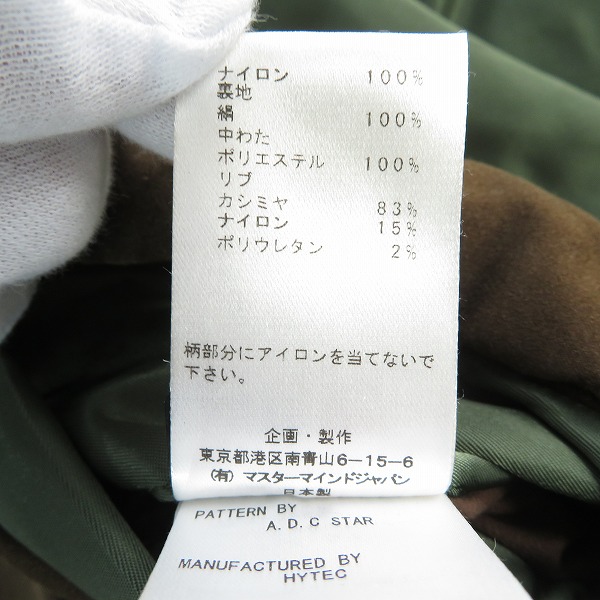 ナイロン 100%
裏地
絹 100%
中わた
ポリエステル 100%
リブ
カシミヤ 83%
ナイロン 15%
ポリウレタン 2%
柄部分にアイロンを当てないで
下さい。
企画・製作
東京都港区南青山6-15-6
(有)マスターマインドジャパン
日本製
PATTERN BY
A.D.C STAR
MANUFACTURED BY
HYTEC